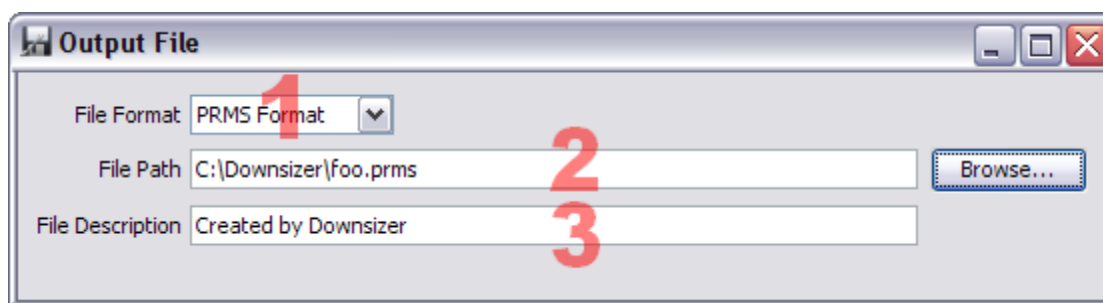 Output File
File Format PRMS Format 1
File Path C:\Downsizer\foo.prms 2 Browse...
File Description Created by Downsizer 3